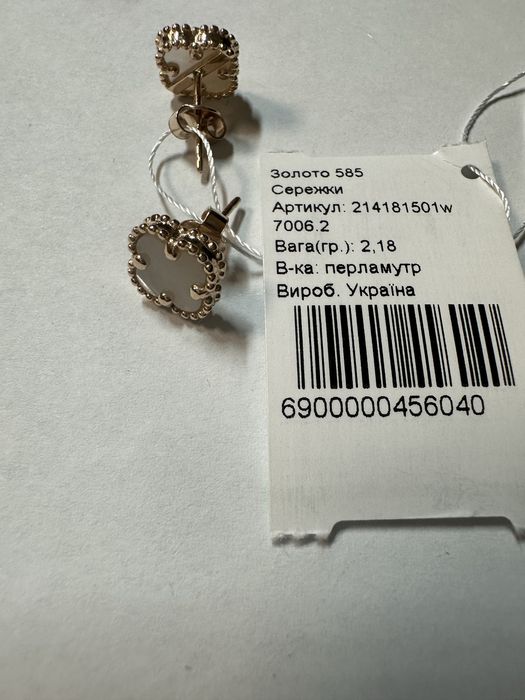 Золото 585
Сережки
Артикул: 214181501w
7006.2
Вага(гр.): 2,18
В-ка: перламутр
Вироб. Україна
6900000456040